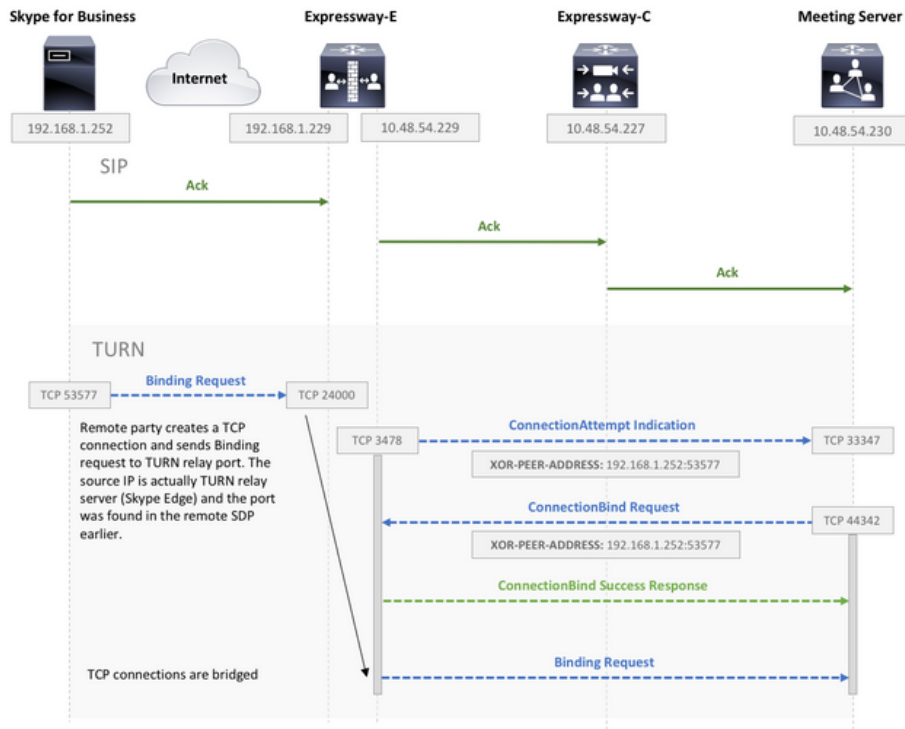 Skype for Business
Expressway-E
Expressway-C
Meeting Server
Internet
192.168.1.252
192.168.1.229
10.48.54.229
10.48.54.227
10.48.54.230
SIP
Ack
Ack
Ack
TURN
Binding Request
TCP 53577
TCP 24000
Remote party creates a TCP
connection and sends Binding
request to TURN relay port. The
source IP is actually TURN relay
server (Skype Edge) and the port
was found in the remote SDP
earlier.
ConnectionAttempt Indication
TCP 3478
TCP 33347
XOR-PEER-ADDRESS: 192.168.1.252:53577
ConnectionBind Request
TCP 44342
XOR-PEER-ADDRESS: 192.168.1.252:53577
ConnectionBind Success Response
Binding Request
TCP connections are bridged